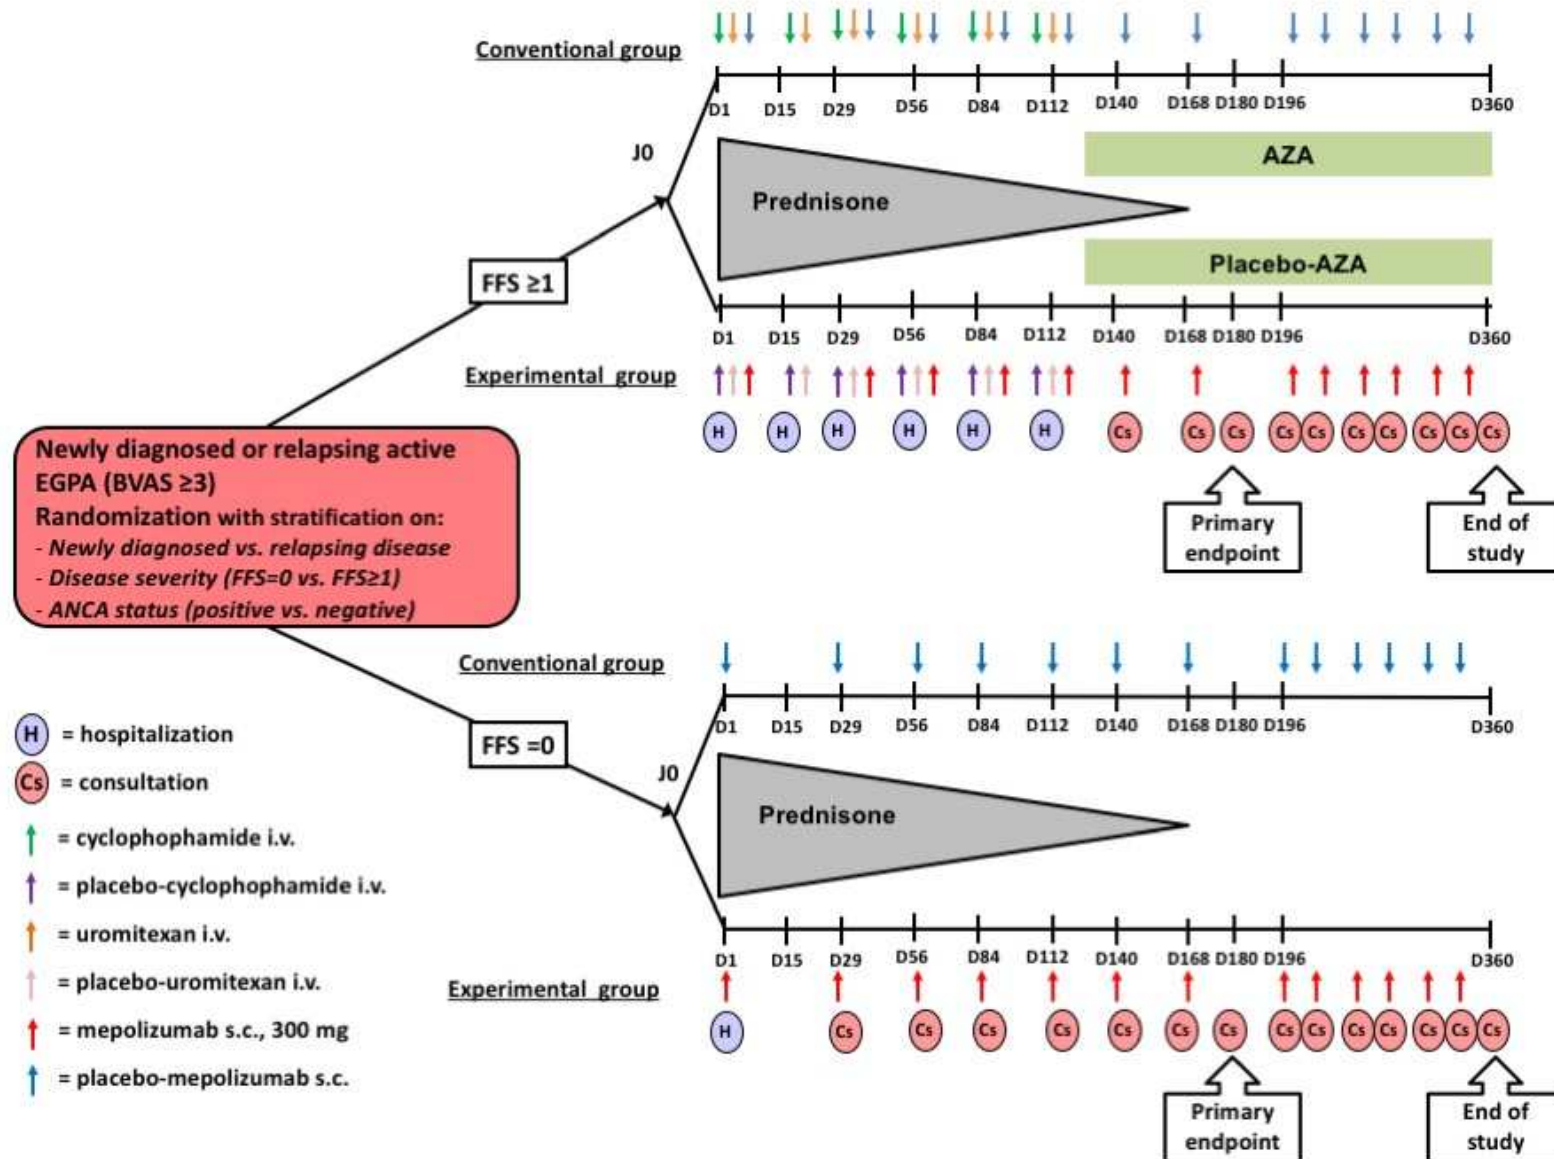 Conventional group
D1 D15 D29 D56 D84 D112 D140 D168 D180 D196 D360
J0
AZA
Prednisone
Placebo-AZA
FFS ≥1
D1 D15 D29 D56 D84 D112 D140 D168 D180 D196 D360
Experimental group
H H H H H H Cs Cs Cs Cs Cs Cs Cs Cs Cs Cs
Primary
endpoint
End of
study
Newly diagnosed or relapsing active
EGPA (BVAS ≥3)
Randomization with stratification on:
- Newly diagnosed vs. relapsing disease
- Disease severity (FFS=0 vs. FFS≥1)
- ANCA status (positive vs. negative)
Conventional group
D1 D15 D29 D56 D84 D112 D140 D168 D180 D196 D360
FFS =0
J0
Prednisone
D1 D15 D29 D56 D84 D112 D140 D168 D180 D196 D360
Experimental group
H Cs Cs Cs Cs Cs Cs Cs Cs Cs Cs Cs Cs Cs Cs
Primary
endpoint
End of
study
H = hospitalization
Cs = consultation
= cyclophophamide i.v.
= placebo-cyclophophamide i.v.
= uromitexan i.v.
= placebo-uromitexan i.v.
= mepolizumab s.c., 300 mg
= placebo-mepolizumab s.c.